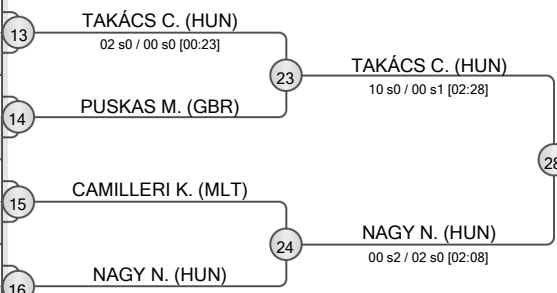 TAKÁCS C. (HUN)
13
02 s0 / 00 s0 [00:23]
23
TAKÁCS C. (HUN)
10 s0 / 00 s1 [02:28]
PUSKAS M. (GBR)
14
28
CAMILLERI K. (MLT)
15
NAGY N. (HUN)
24
00 s2 / 02 s0 [02:08]
NAGY N. (HUN)
16